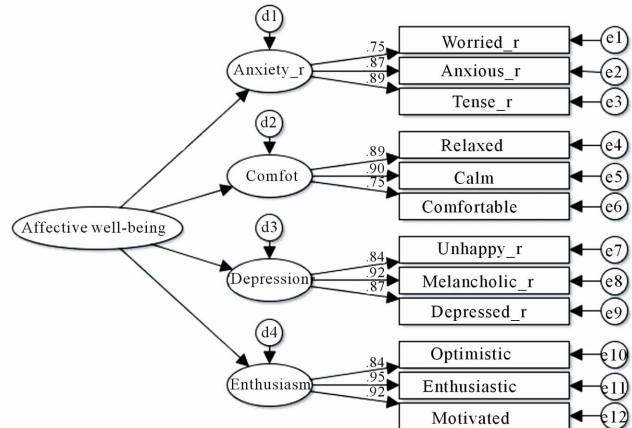 d1
.75
Worried_r
e1
Anxiety_r
.87
Anxious_r
e2
.89
Tense_r
e3
d2
.89
Relaxed
e4
Comfot
.90
Calm
e5
.75
Comfortable
e6
Affective well-being
d3
.84
Unhappy_r
e7
Depression
.92
Melancholic_r
e8
.87
Depressed_r
e9
d4
.84
Optimistic
e10
Enthusiasm
.95
Enthusiastic
e11
.92
Motivated
e12